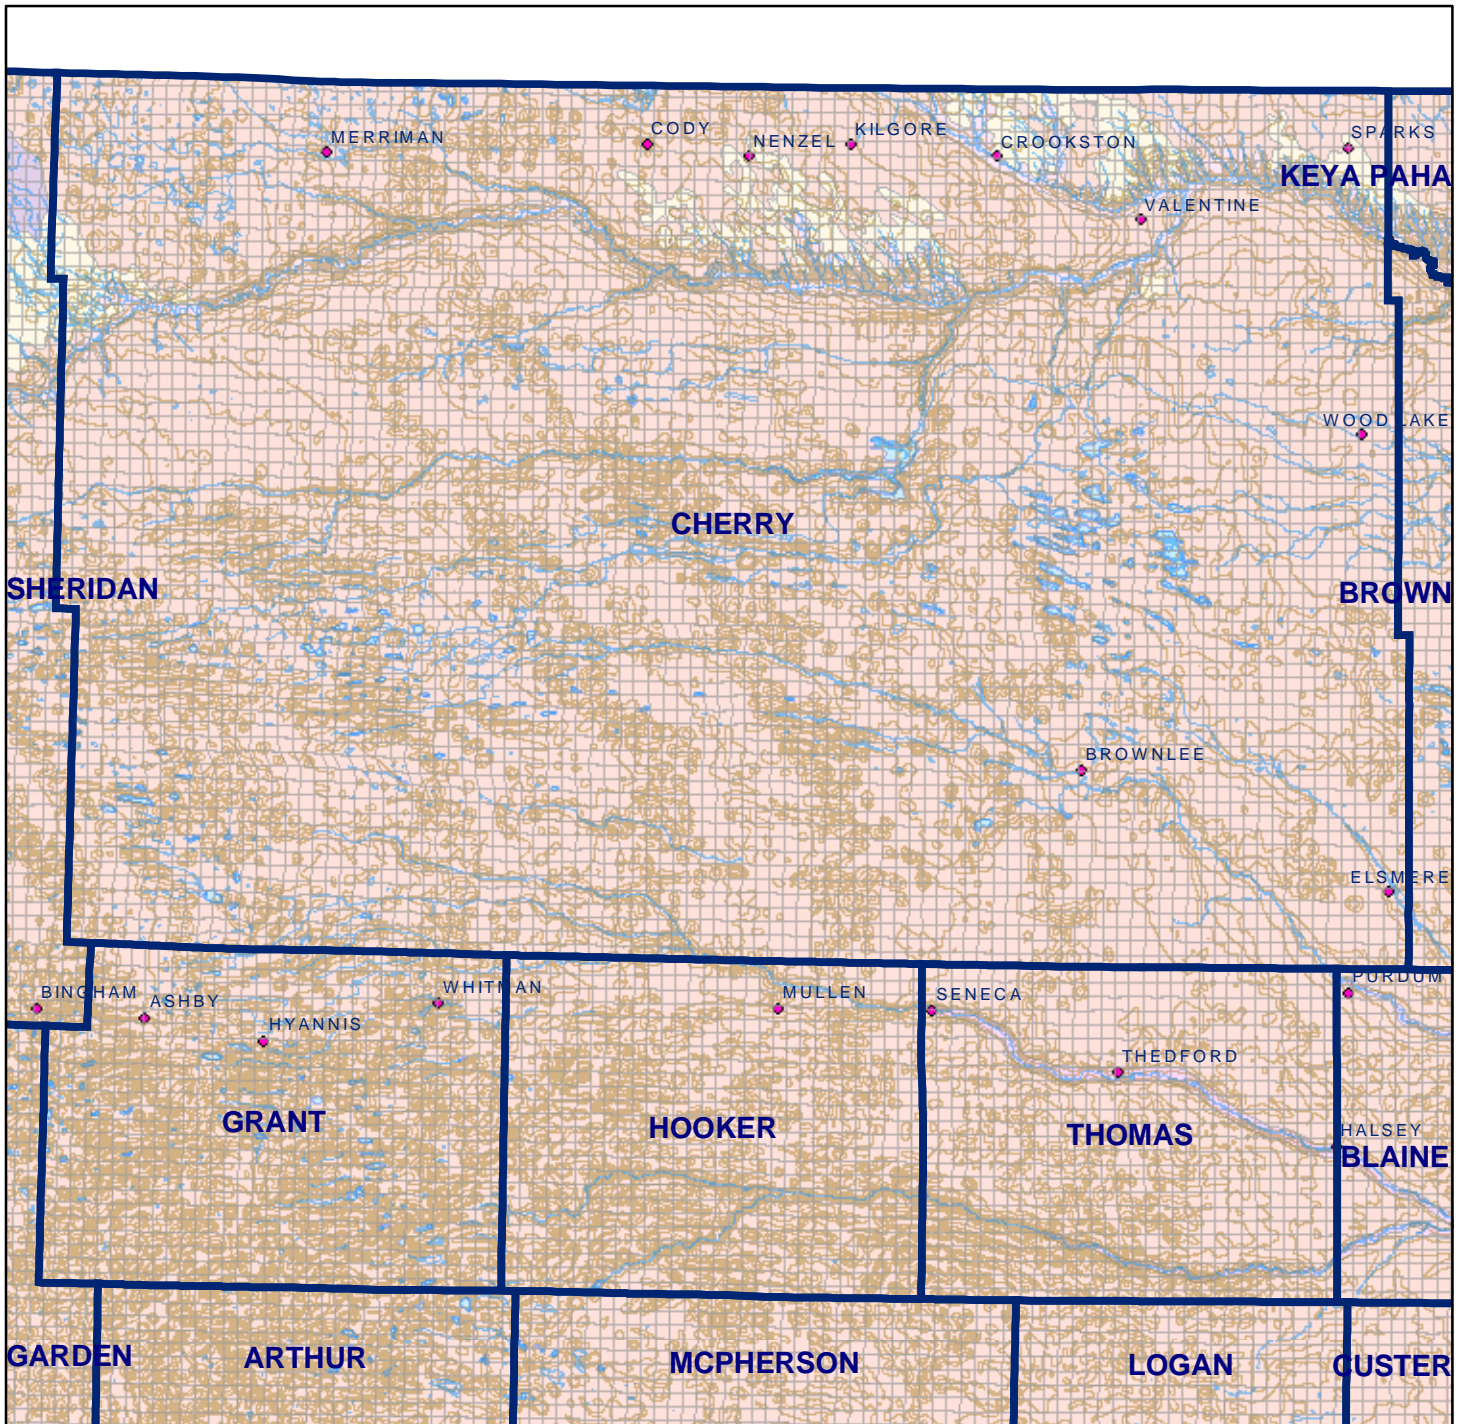 CODY
KILGORE
MERRIMAN
NENZEL
CROOKSTON
SPARKS
KEYA PAHA
VALENTINE
WOOD LAKE
CHERRY
SHERIDAN
BROWN
BROWNLEE
ELSMERE
PURDUM
BINGHAM
ASHBY
WHITMAN
MULLEN
SENECA
HYANNIS
THEDFORD
GRANT
HOOKER
THOMAS
HALSEY
BLAINE
GARDEN
ARTHUR
MCPHERSON
LOGAN
CUSTER